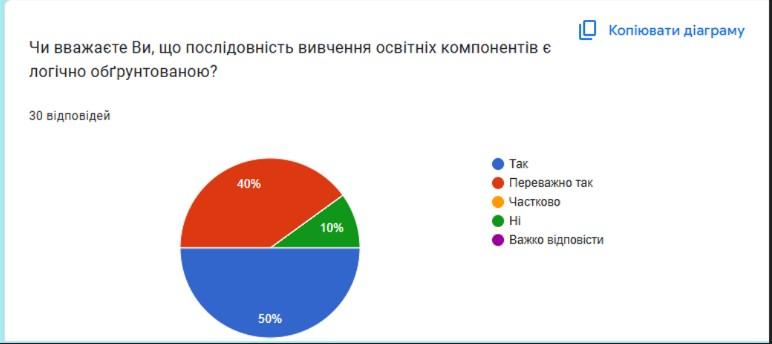 Копіювати діаграму
Чи вважаєте Ви, що послідовність вивчення освітніх компонентів є
логічно обґрунтованою?
30 відповідей
40%
10%
50%
Так
Переважно так
Частково
Ні
Важко відповісти